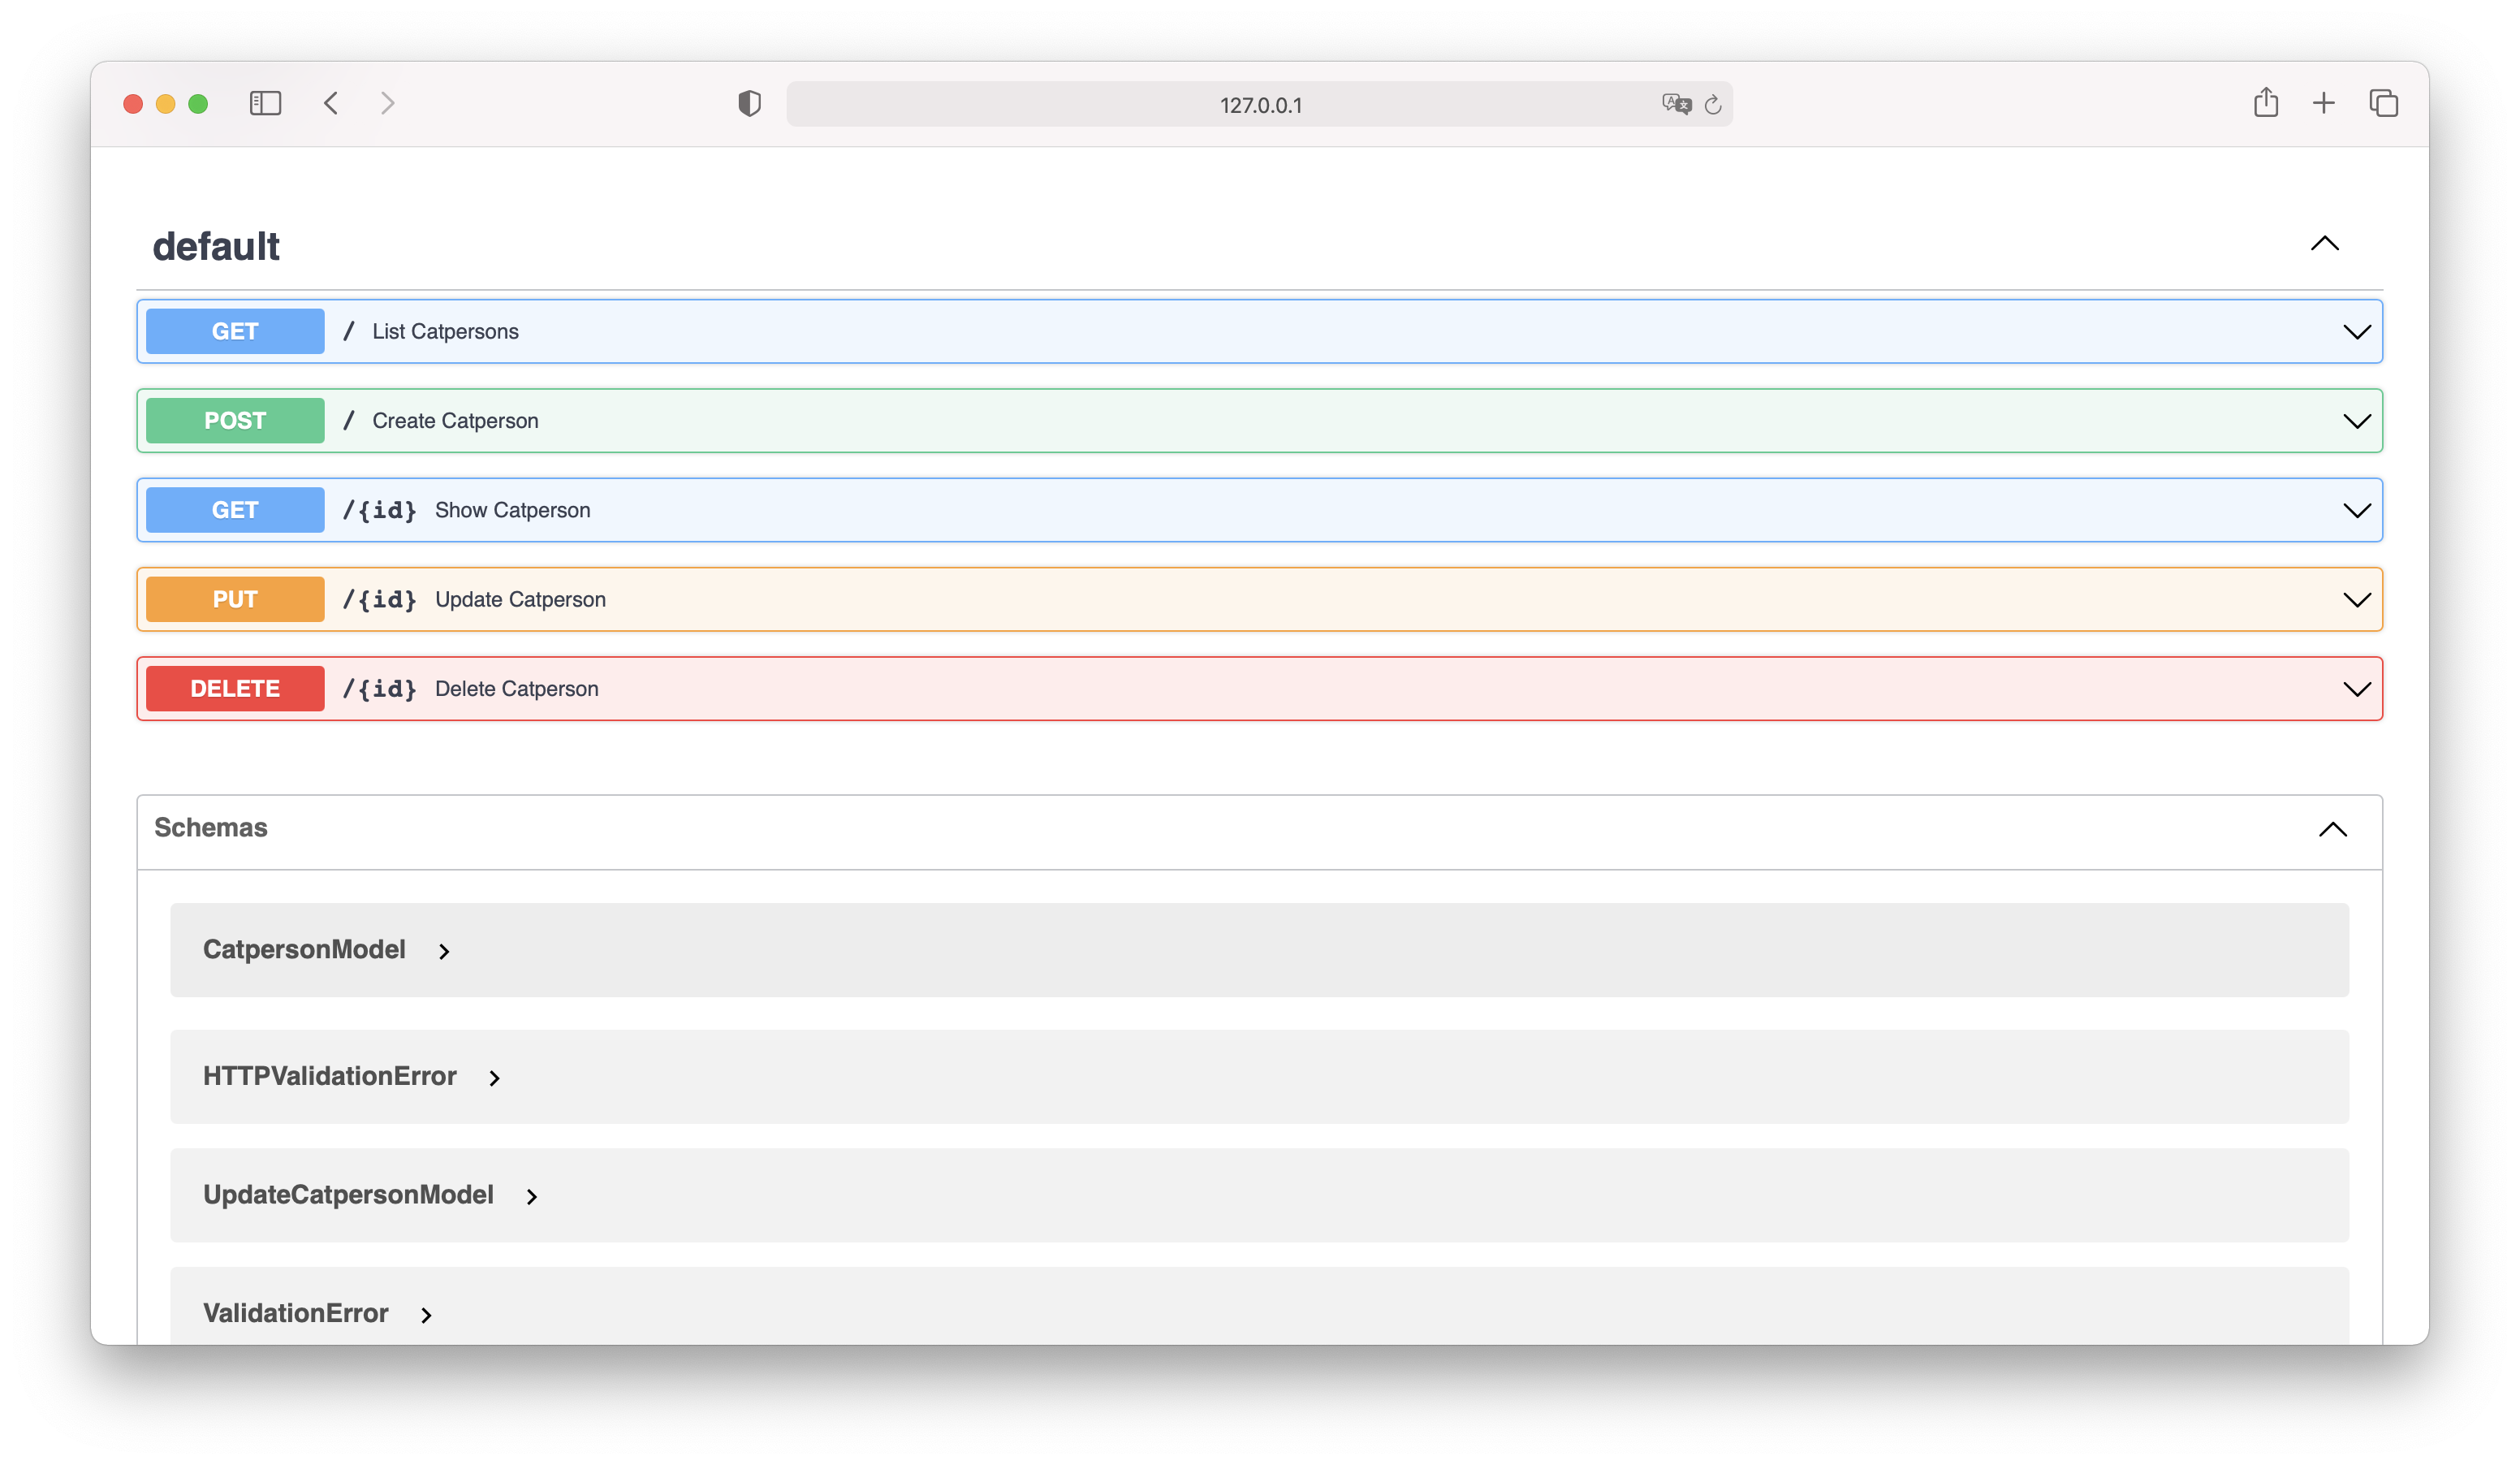 127.0.0.1
default
GET / List Catpersons
POST / Create Catperson
GET /{id} Show Catperson
PUT /{id} Update Catperson
DELETE /{id} Delete Catperson
Schemas
CatpersonModel
HTTPValidationError
UpdateCatpersonModel
ValidationError